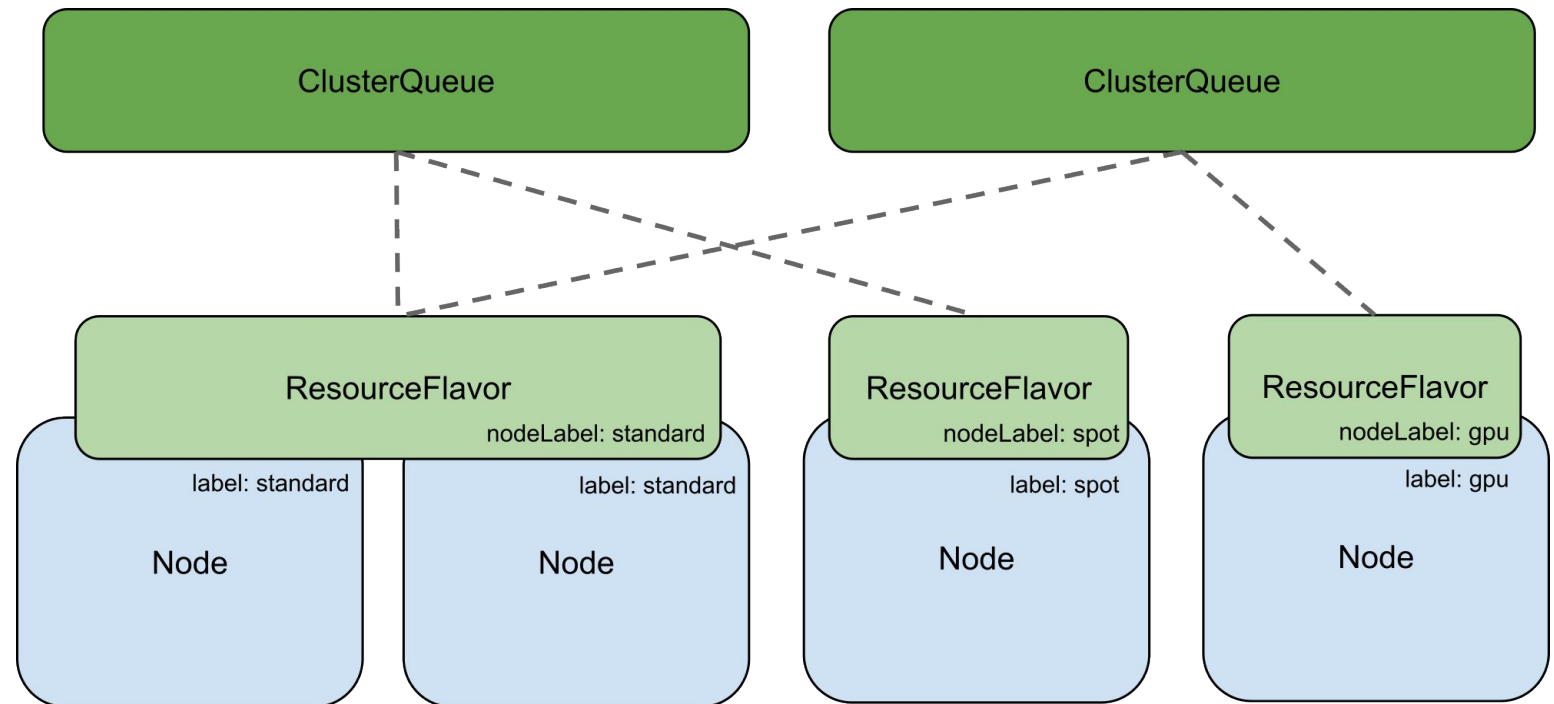 ClusterQueue
ClusterQueue
ResourceFlavor
nodeLabel: standard
ResourceFlavor
nodeLabel: spot
ResourceFlavor
nodeLabel: gpu
label: standard
Node
label: standard
Node
label: spot
Node
label: gpu
Node